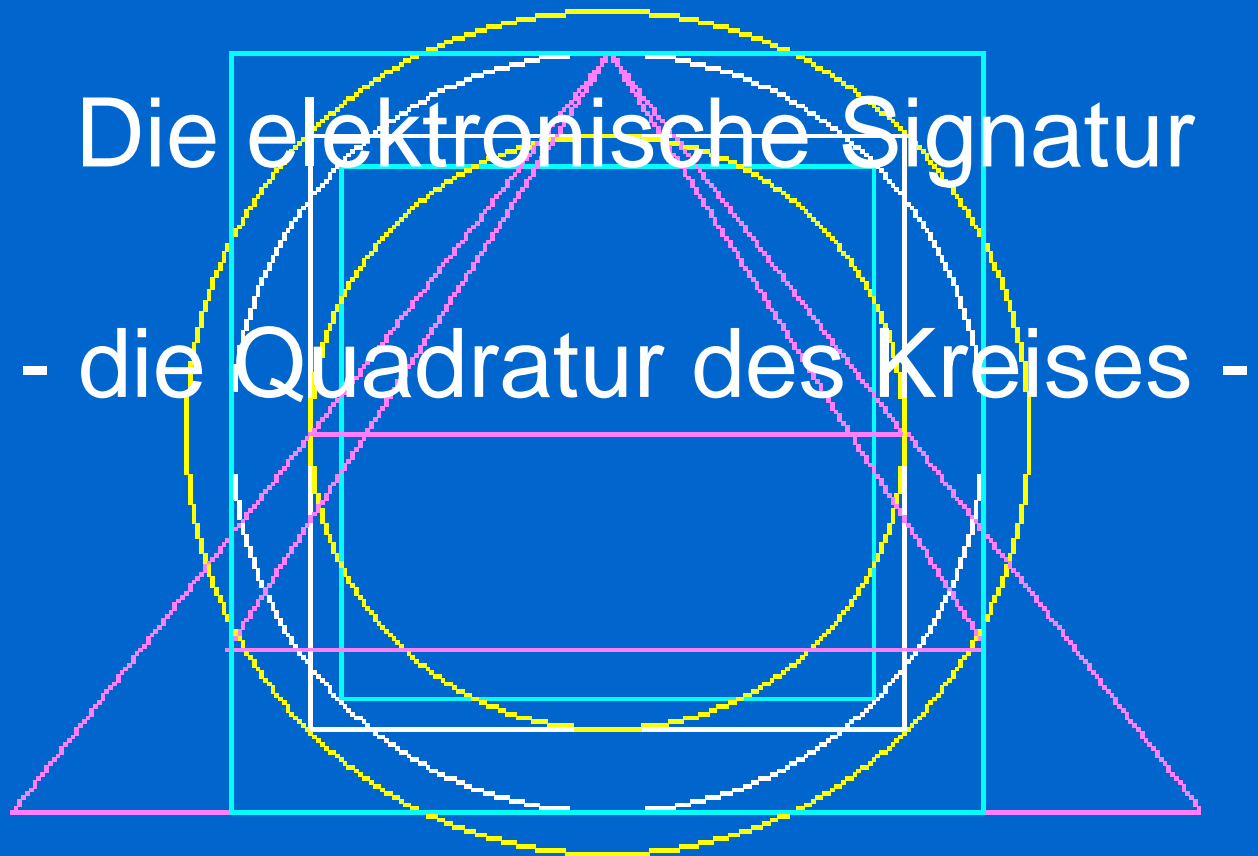 Die elektronische Signatur
- die Quadratur des Kreises -